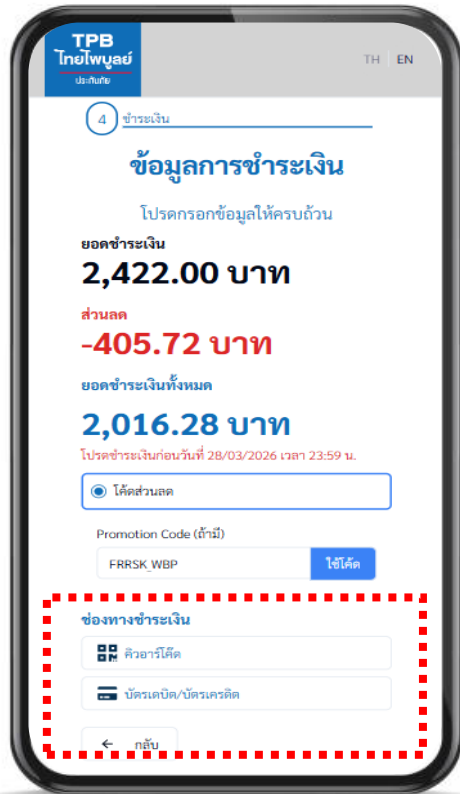 TPB
ไทยไพบูลย์
ประกันภัย
TH EN
4 ชำระเงิน
ข้อมูลการชำระเงิน
โปรดกรอกข้อมูลให้ครบถ้วน
ยอดชำระเงิน
2,422.00 บาท
ส่วนลด
-405.72 บาท
ยอดชำระเงินทั้งหมด
2,016.28 บาท
โปรดชำระเงินก่อนวันที่ 28/03/2026 เวลา 23:59 น.
โค้ดส่วนลด
Promotion Code (ถ้ามี)
FRRSK_WBP ใช้โค้ด
ช่องทางชำระเงิน
คิวอาร์โค๊ด
บัตรเดบิต/บัตรเครดิต
← กลับ